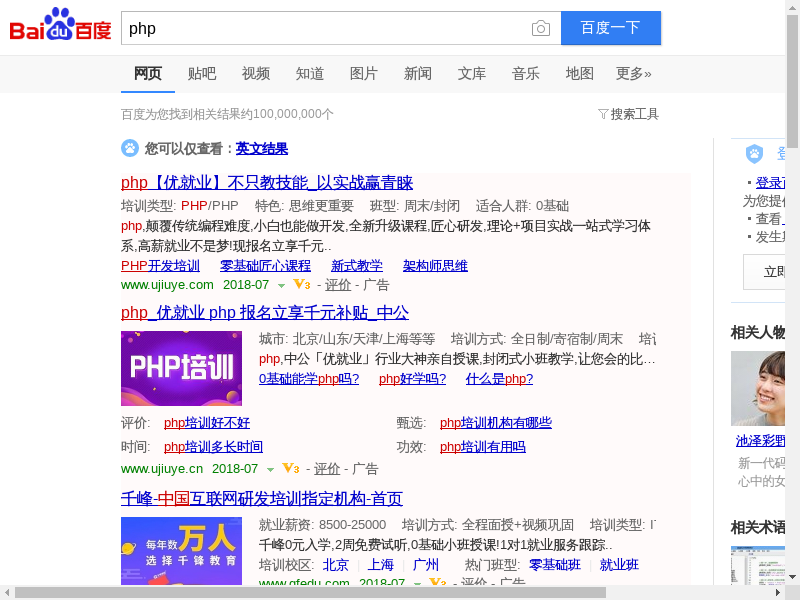 Bai du 百度 php 百度一下
网页 贴吧 视频 知道 图片 新闻 文库 音乐 地图 更多»
百度为您找到相关结果约100,000,000个 搜索工具
您可以仅查看：英文结果
php【优就业】不只教技能_以实战赢青睐
培训类型: PHP/PHP 特色: 思维更重要 班型: 周末/封闭 适合人群: 0基础
php,颠覆传统编程难度,小白也能做开发,全新升级课程,匠心研发,理论+项目实战一站式学习体
系,高薪就业不是梦!现报名立享千元..
PHP开发培训 零基础匠心课程 新式教学 架构师思维
www.ujiuye.com 2018-07 V3 - 评价 - 广告
php_优就业 php 报名立享千元补贴_中公
PHP培训
城市: 北京/山东/天津/上海等等 培训方式: 全日制/寄宿制/周末 培
php,中公「优就业」行业大神亲自授课,封闭式小班教学,让您会的比…
0基础能学php吗? php好学吗? 什么是php?
评价: php培训好不好 甄选: php培训机构有哪些
时间: php培训多长时间 功效: php培训有用吗
www.ujiuye.cn 2018-07 V3 - 评价 - 广告
千峰-中国互联网研发培训指定机构-首页
每年数万人
选择千锋教育
就业薪资: 8500-25000 培训方式: 全程面授+视频巩固 培训类型:
千峰0元入学,2周免费试听,0基础小班授课!1对1就业服务跟踪..
培训校区: 北京 上海 广州 热门班型: 零基础班 就业班
www.qfedu.com 2018-07 V3 - 评价 - 广告
登录百
为您提
查看
发生
立即
相关人物
池泽彩野
新一代码
心中的女
相关术语